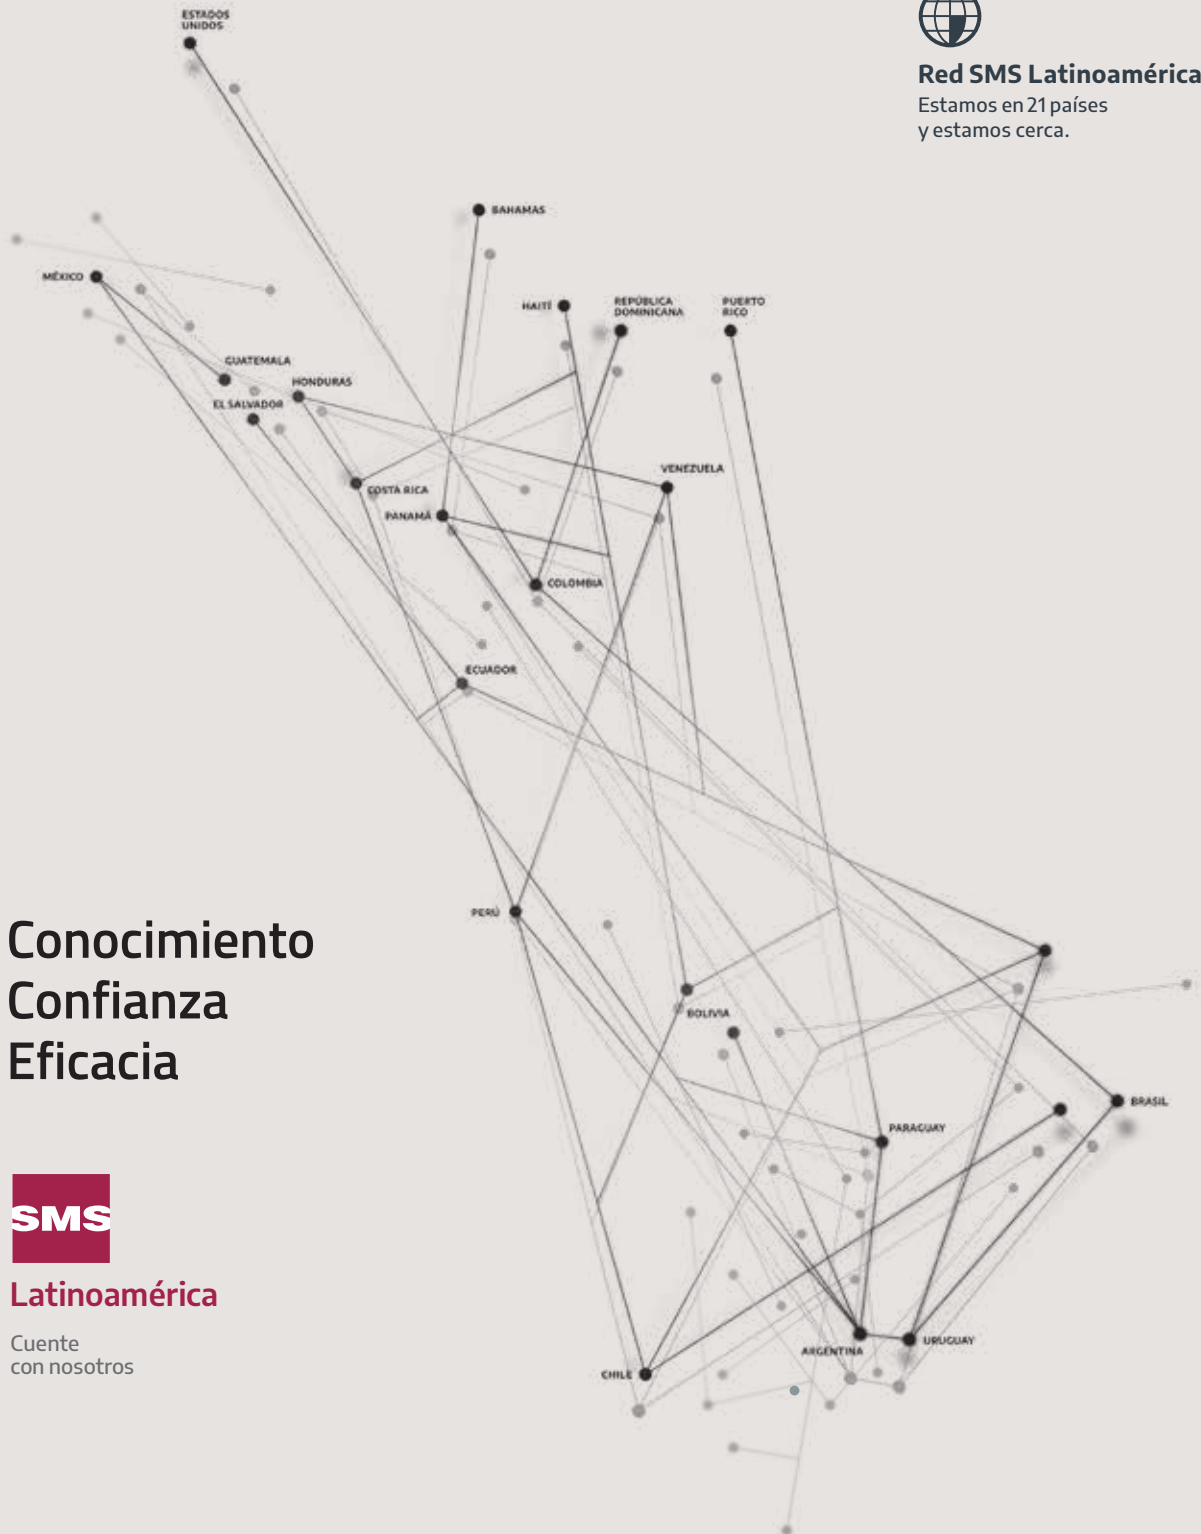 ESTADOS
UNIDOS
Red SMS Latinoamérica
Estamos en 21 países
y estamos cerca.
BAHAMAS
MÉXICO
HAITÍ
REPÚBLICA
DOMINICANA
PUERTO
RICO
GUATEMALA
HONDURAS
EL SALVADOR
VENEZUELA
COSTA RICA
PANAMÁ
COLOMBIA
ECUADOR
PERÚ
Conocimiento
Confianza
Eficacia
BOLIVIA
BRASIL
PARAGUAY
SMS
Latinoamérica
Cuente
con nosotros
URUGUAY
ARGENTINA
CHILE